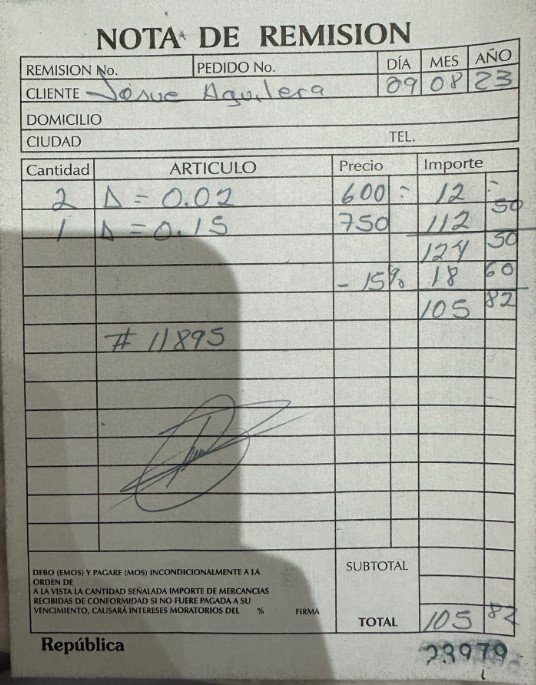 NOTA DE REMISION
REMISION No. PEDIDO No. DÍA MES AÑO
CLIENTE Josue Aguilera 09 08 23
DOMICILIO
CIUDAD TEL.
Cantidad ARTICULO Precio Importe
2 Δ = 0.02 600 - 12 -
1 Δ = 0.15 750 112 50
124 50
- 15% 18 60
105 82
# 11895
DEBO (EMOS) Y PAGARE (MOS) INCONDICIONALMENTE A LA
ORDEN DE
A LA VISTA LA CANTIDAD SEÑALADA IMPORTE DE MERCANCIAS
RECIBIDAS DE CONFORMIDAD SI NO FUERE PAGADA A SU
VENCIMIENTO, CAUSARÁ INTERESES MORATORIOS DEL % FIRMA
SUBTOTAL
TOTAL 105 82
República
23979